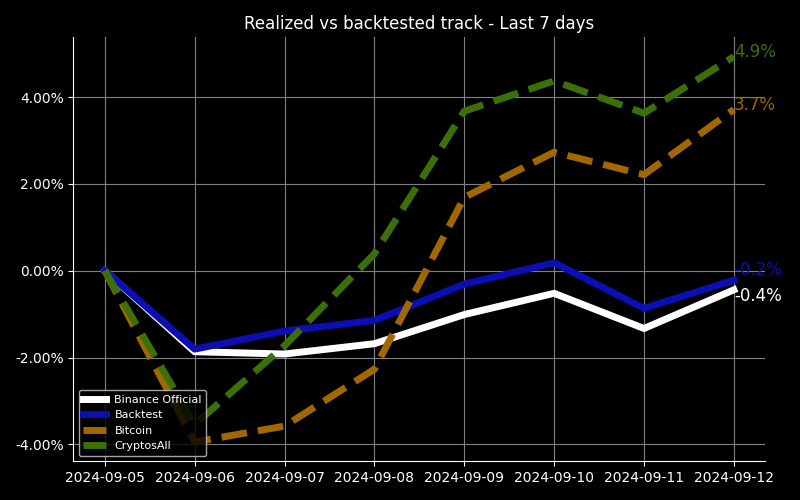 Realized vs backtested track - Last 7 days
4.9%
4.00%
3.7%
2.00%
0.00%
-0.2%
-0.4%
-2.00%
-4.00%
Binance Official
Backtest
Bitcoin
CryptosAll
2024-09-05 2024-09-06 2024-09-07 2024-09-08 2024-09-09 2024-09-10 2024-09-11 2024-09-12